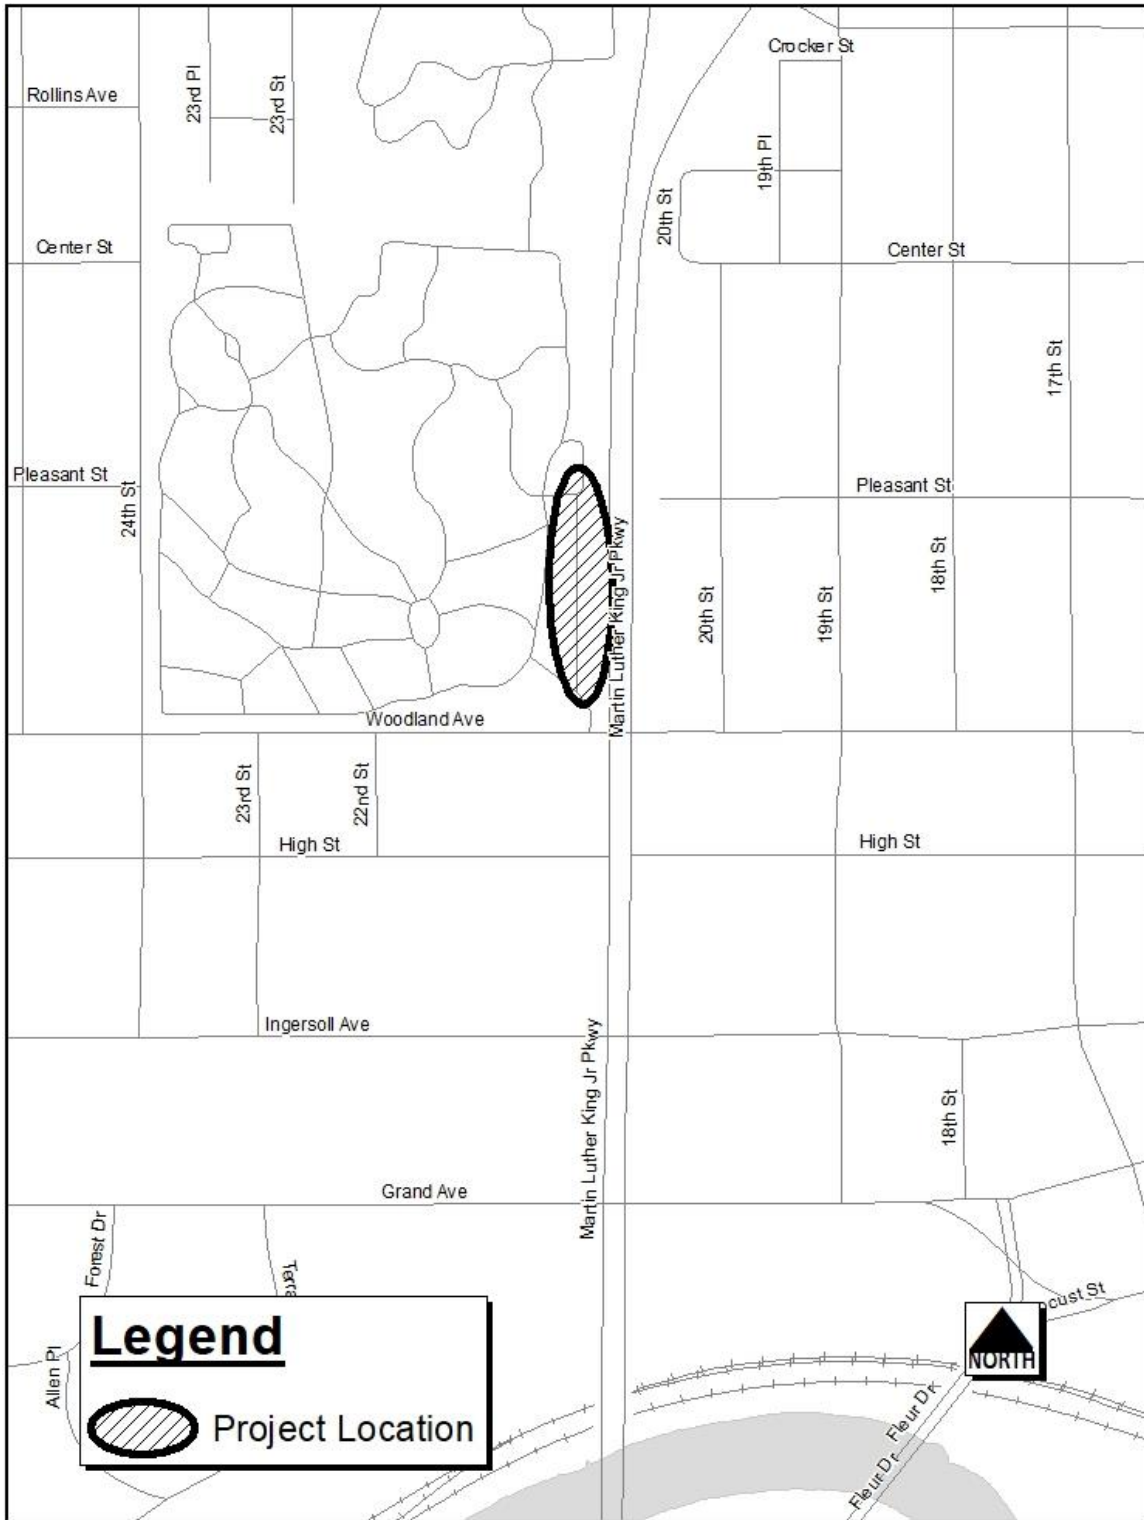 Crocker St
23rd Pl
23rd St
Rollins Ave
19th Pl
20th St
Center St
Center St
17th St
Pleasant St
24th St
Pleasant St
Martin Luther King Jr Pkwy
18th St
20th St
19th St
Woodland Ave
23rd St
22nd St
High St
High St
Ingersoll Ave
Martin Luther King Jr Pkwy
18th St
Grand Ave
Forest Dr
Legend
Allen Pl
Project Location
St
NORTH
Fleur Dr
Fleur Dr